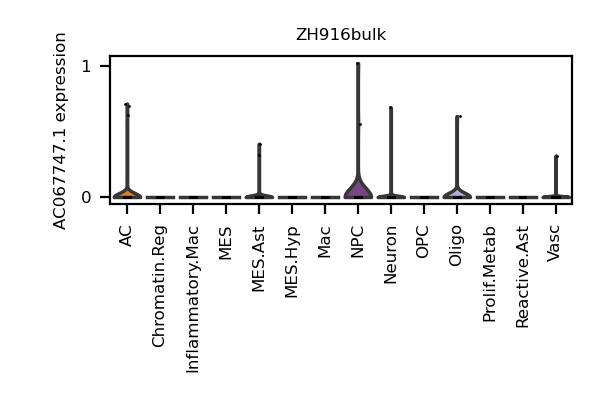 ZH916bulk
AC067747.1 expression
1
0
AC
Chromatin.Reg
Inflammatory.Mac
MES
MES.Ast
MES.Hyp
Mac
NPC
Neuron
OPC
Oligo
Prolif.Metab
Reactive.Ast
Vasc